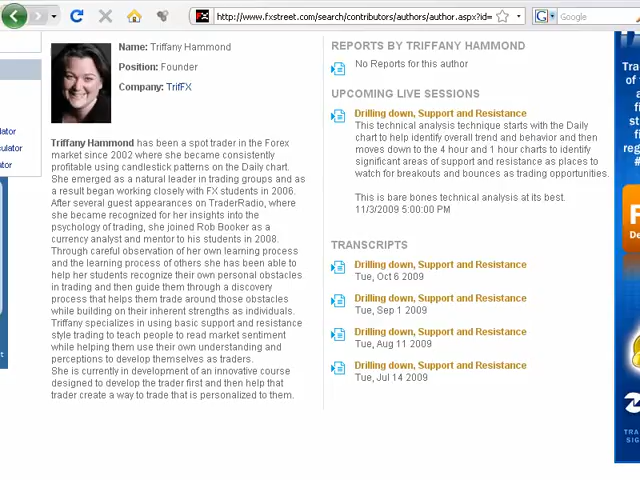 http://www.fxstreet.com/search/contributors/authors/author.aspx?id=
Google
Name: Triffany Hammond
Position: Founder
Company: TrifFX
Triffany Hammond has been a spot trader in the Forex
market since 2002 where she became consistently
profitable using candlestick patterns on the Daily chart.
She emerged as a natural leader in trading groups and as
a result began working closely with FX students in 2006.
After several guest appearances on TraderRadio, where
she became recognized for her insights into the
psychology of trading, she joined Rob Booker as a
currency analyst and mentor to his students in 2008.
Through careful observation of her own learning process
and the learning process of others she has been able to
help her students recognize their own personal obstacles
in trading and then guide them through a discovery
process that helps them trade around those obstacles
while building on their inherent strengths as individuals.
Triffany specializes in using basic support and resistance
style trading to teach people to read market sentiment
while helping them use their own understanding and
perceptions to develop themselves as traders.
She is currently in development of an innovative course
designed to develop the trader first and then help that
trader create a way to trade that is personalized to them.
REPORTS BY TRIFFANY HAMMOND
No Reports for this author
UPCOMING LIVE SESSIONS
Drilling down, Support and Resistance
This technical analysis technique starts with the Daily
chart to help identify overall trend and behavior and then
moves down to the 4 hour and 1 hour charts to identify
significant areas of support and resistance as places to
watch for breakouts and bounces as trading opportunities.
This is bare bones technical analysis at its best.
11/3/2009 5:00:00 PM
TRANSCRIPTS
Drilling down, Support and Resistance
Tue, Oct 6 2009
Drilling down, Support and Resistance
Tue, Sep 1 2009
Drilling down, Support and Resistance
Tue, Aug 11 2009
Drilling down, Support and Resistance
Tue, Jul 14 2009